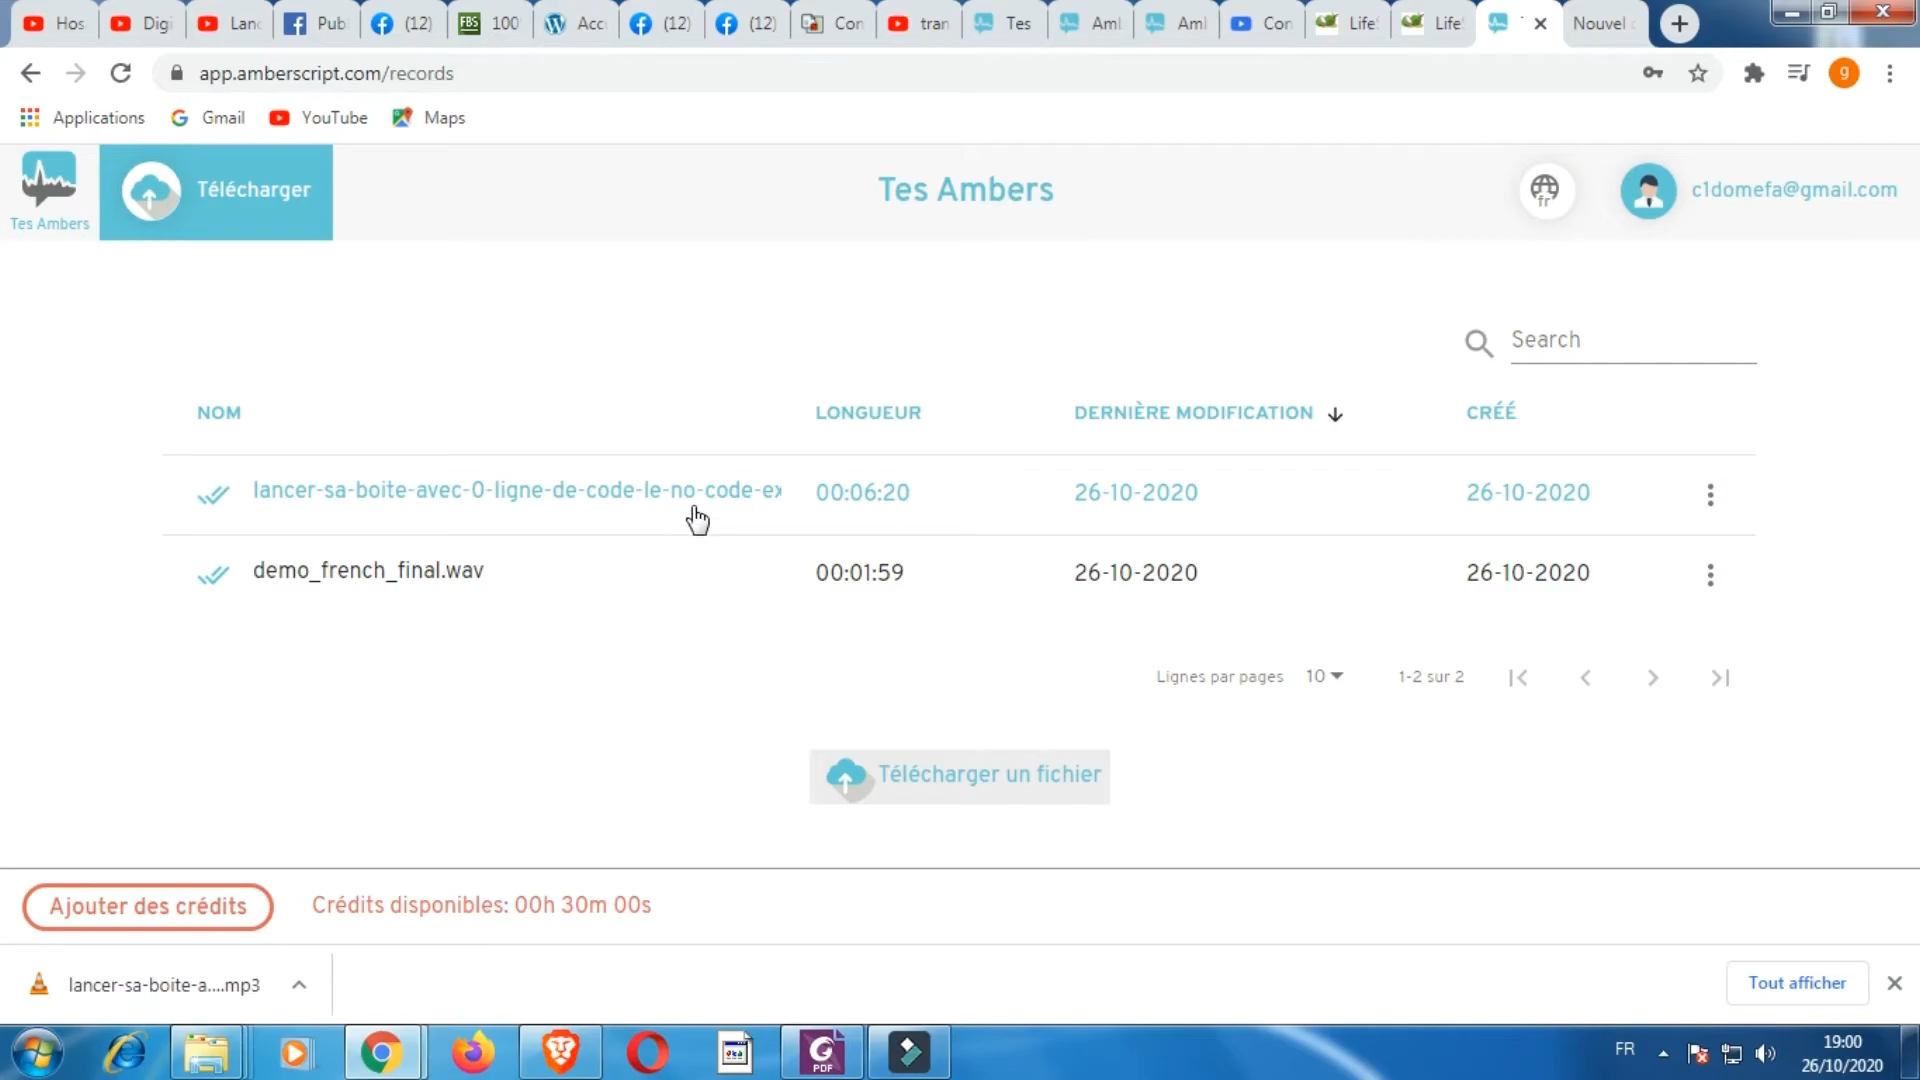 Hos Digi Lanc Pub (12) 100 Acc (12) (12) Con tran Tes Aml Aml Con Life Life Nouvel
app.amberscript.com/records
g
Applications Gmail YouTube Maps
Télécharger
Tes Ambers
fr
c1domefa@gmail.com
Tes Ambers
Search
NOM LONGUEUR DERNIÈRE MODIFICATION CRÉÉ
lancer-sa-boite-avec-0-ligne-de-code-le-no-code-ex 00:06:20 26-10-2020 26-10-2020
demo_french_final.wav 00:01:59 26-10-2020 26-10-2020
Lignes par pages 10 1-2 sur 2
Télécharger un fichier
Ajouter des crédits Crédits disponibles: 00h 30m 00s
lancer-sa-boite-a....mp3 Tout afficher
PDF
FR 19:00
26/10/2020